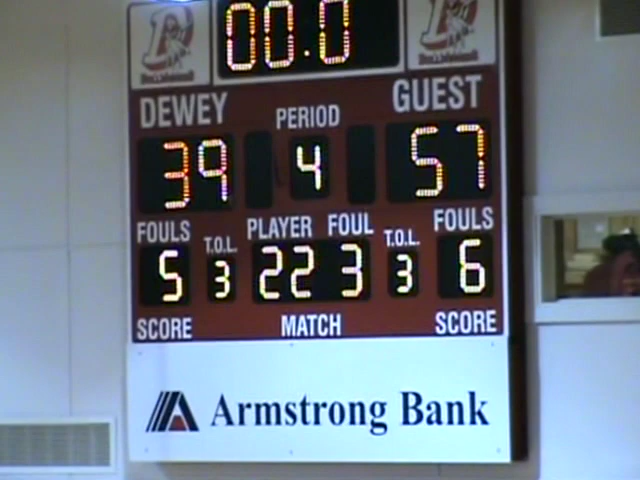 00.0
DEWEY PERIOD GUEST
39 4 57
FOULS T.O.L. PLAYER FOUL T.O.L. FOULS
5 3 22 3 3 6
SCORE MATCH SCORE
Armstrong Bank